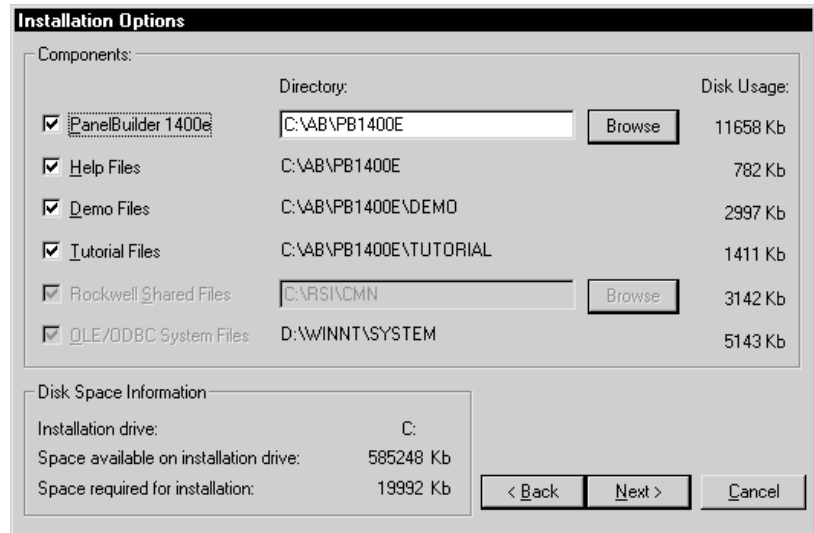 Installation Options
Components:
Directory: Disk Usage:
PanelBuilder 1400e C:\AB\PB1400E Browse 11658 Kb
Help Files C:\AB\PB1400E 782 Kb
Demo Files C:\AB\PB1400E\DEMO 2997 Kb
Tutorial Files C:\AB\PB1400E\TUTORIAL 1411 Kb
Rockwell Shared Files C:\RSI\CMN Browse 3142 Kb
OLE/ODBC System Files D:\WINNT\SYSTEM 5143 Kb
Disk Space Information
Installation drive: C:
Space available on installation drive: 585248 Kb
Space required for installation: 19992 Kb
< Back Next > Cancel